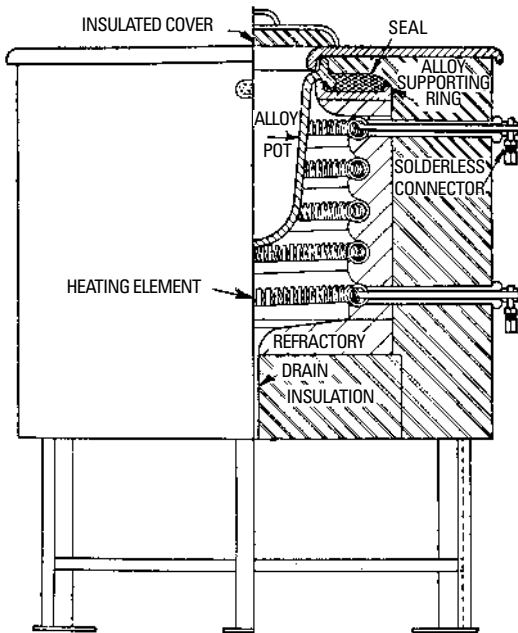 INSULATED COVER
SEAL
ALLOY
SUPPORTING
RING
ALLOY
POT
SOLDERLESS
CONNECTOR
HEATING ELEMENT
REFRACTORY
DRAIN
INSULATION